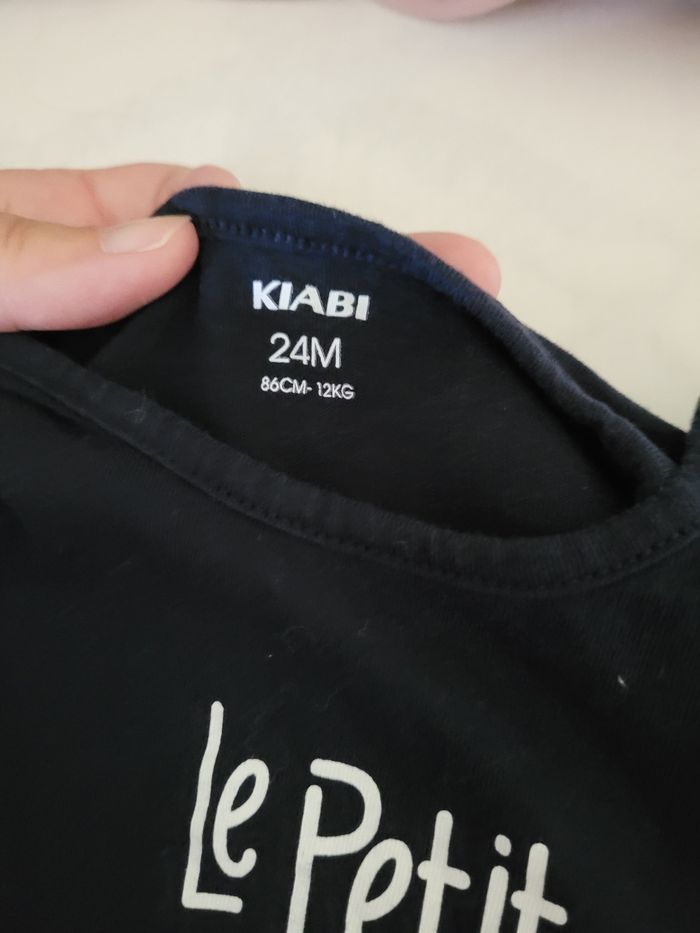 KIABI
24M
86CM- 12KG
Le Petit